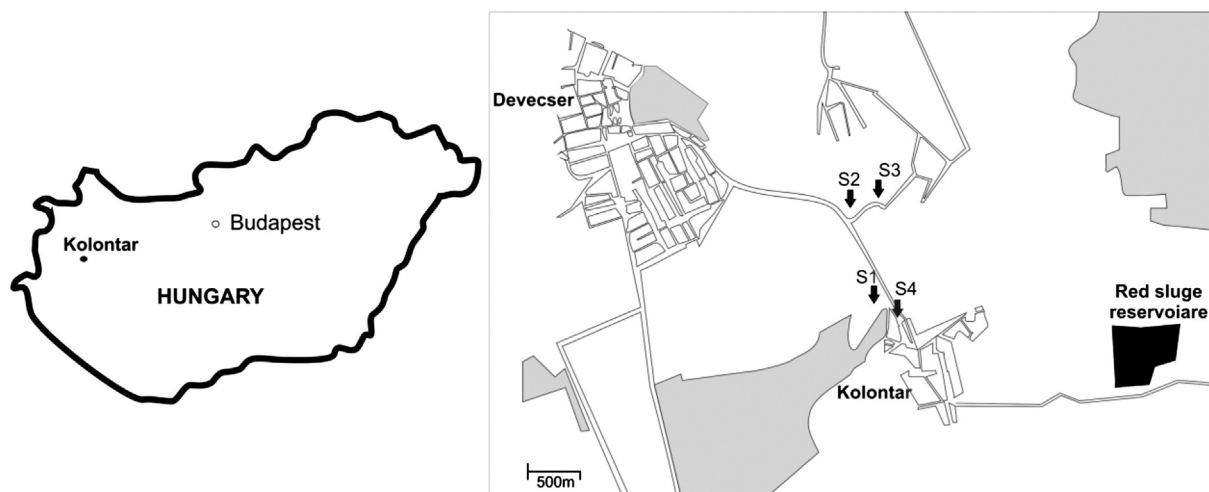 Budapest
Kolontar
HUNGARY
Devecser
S2
S3
S1
S4
Red sluge
reservoiare
Kolontar
500m